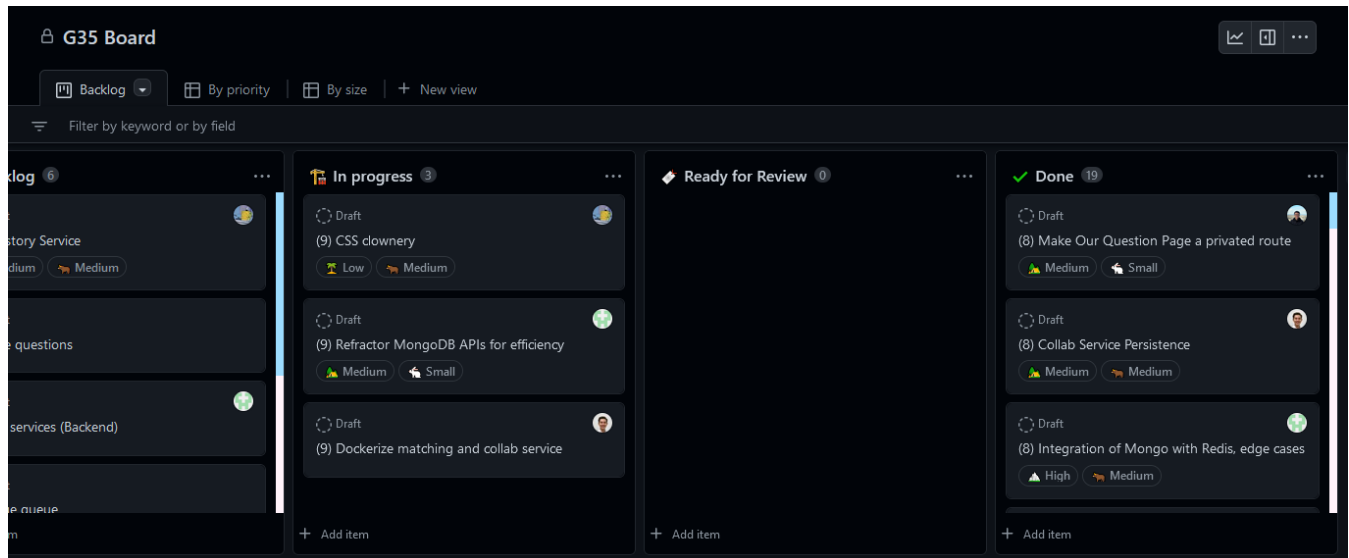 G35 Board
Backlog
By priority
By size
New view
Filter by keyword or by field
klog 6
story Service
dium Medium
questions
services (Backend)
queue
m
In progress 3
Draft
(9) CSS clownery
Low Medium
Draft
(9) Refractor MongoDB APIs for efficiency
Medium Small
Draft
(9) Dockerize matching and collab service
Add item
Ready for Review 0
Add item
Done 19
Draft
(8) Make Our Question Page a privated route
Medium Small
Draft
(8) Collab Service Persistence
Medium Medium
Draft
(8) Integration of Mongo with Redis, edge cases
High Medium
Add item